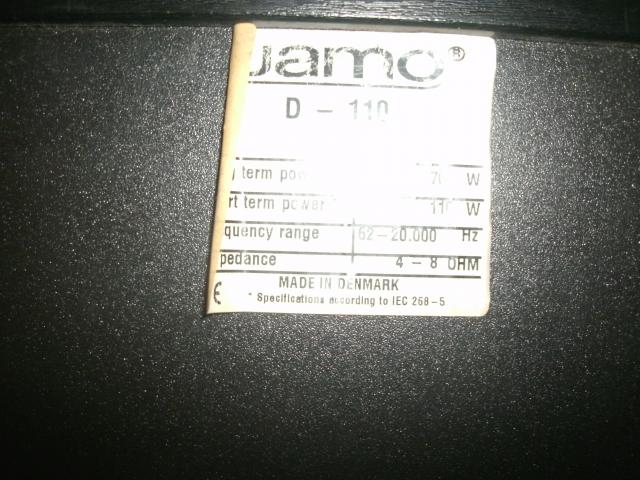 Jamo®
D - 110
term pow W
rt term power 110 W
quency range 62-20.000 Hz
pedance 4 - 8 OHM
MADE IN DENMARK
* Specifications according to IEC 268-5